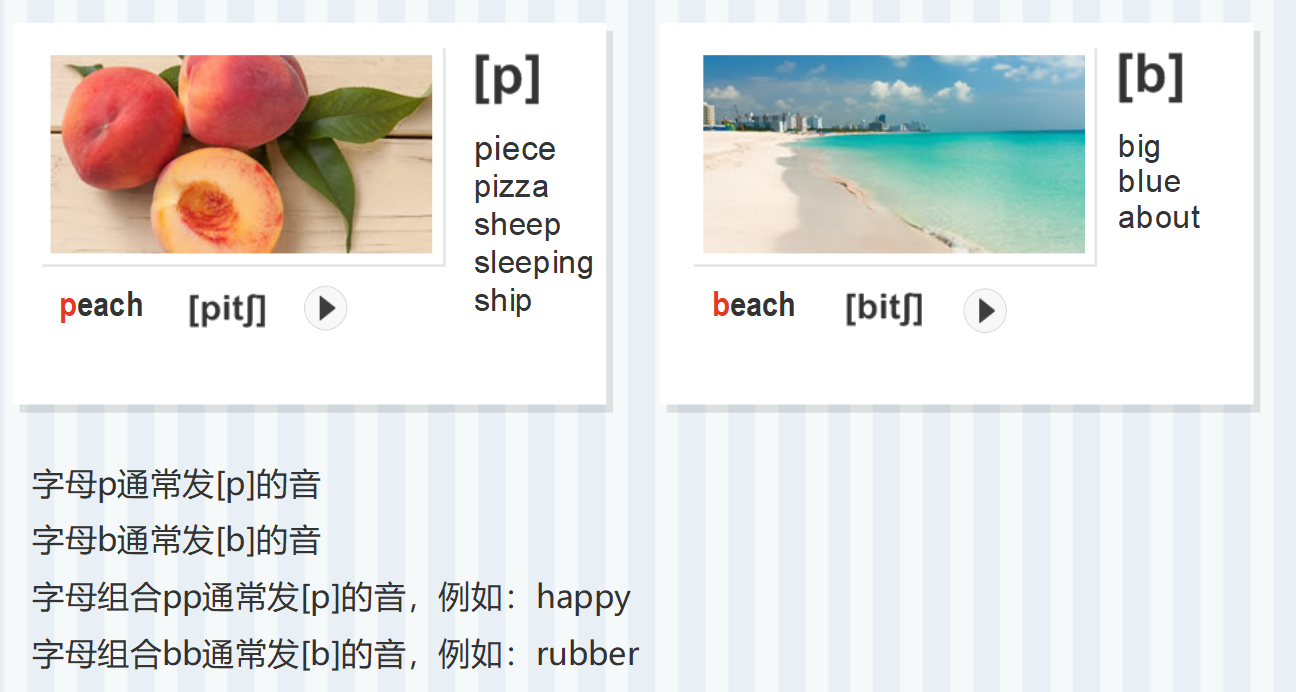 [p]
piece
pizza
sheep
sleeping
ship
peach [pitʃ]
[b]
big
blue
about
beach [bitʃ]
字母p通常发[p]的音
字母b通常发[b]的音
字母组合pp通常发[p]的音，例如：happy
字母组合bb通常发[b]的音，例如：rubber